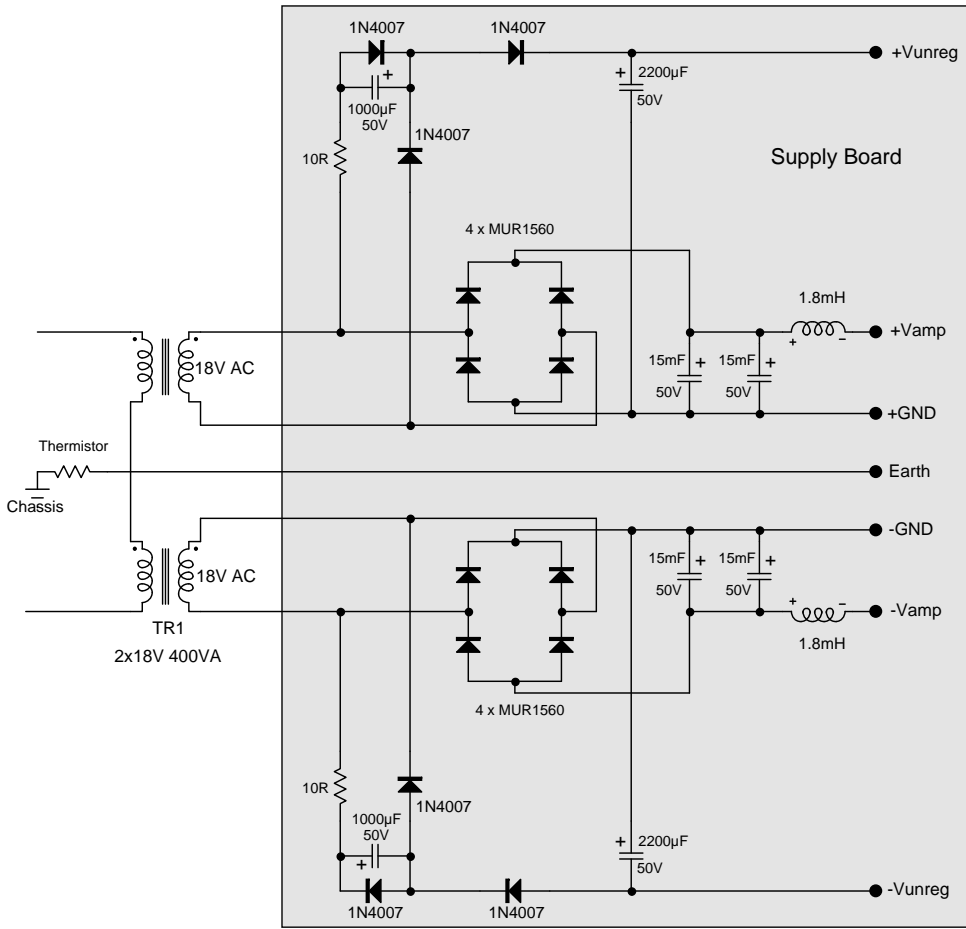 1N4007
1N4007
+Vunreg
+
+
2200µF
50V
1000µF
50V
1N4007
10R
Supply Board
4 x MUR1560
1.8mH
+Vamp
+ –
18V AC
15mF
+
50V
15mF
+
50V
+GND
Thermistor
Earth
Chassis
-GND
18V AC
15mF
+
50V
15mF
+
50V
+ –
-Vamp
TR1
1.8mH
2x18V 400VA
4 x MUR1560
10R
1N4007
1000µF
50V
+
+
2200µF
50V
-Vunreg
1N4007
1N4007